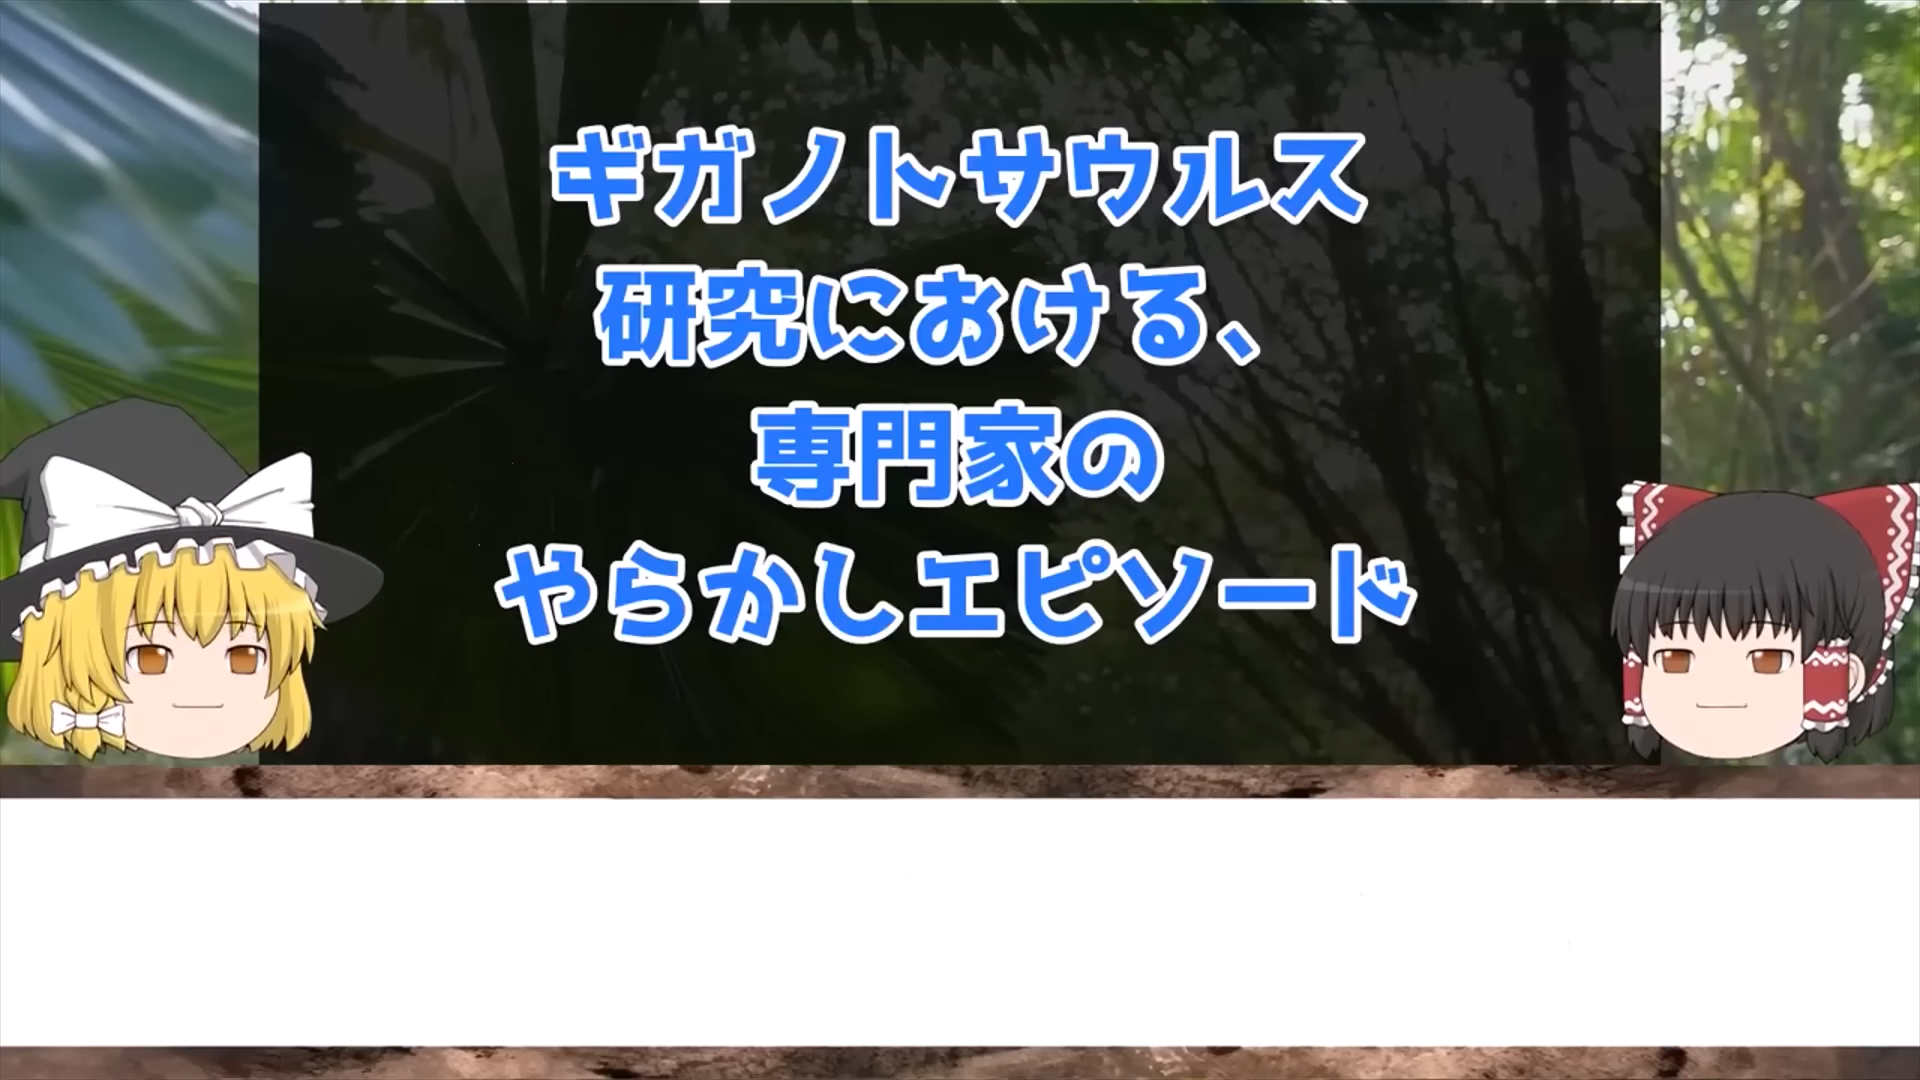 ギガノトサウルス
研究における、
専門家の
やらかしエピソード